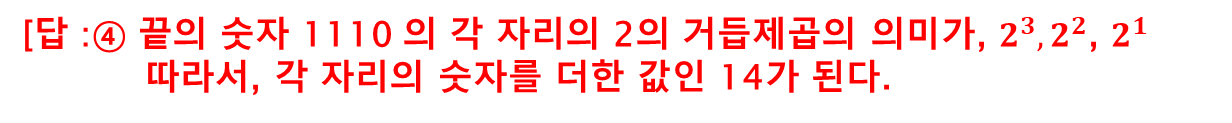 [답 :④ 끝의 숫자 1110 의 각 자리의 2의 거듭제곱의 의미가, 2³, 2², 2¹
따라서, 각 자리의 숫자를 더한 값인 14가 된다.